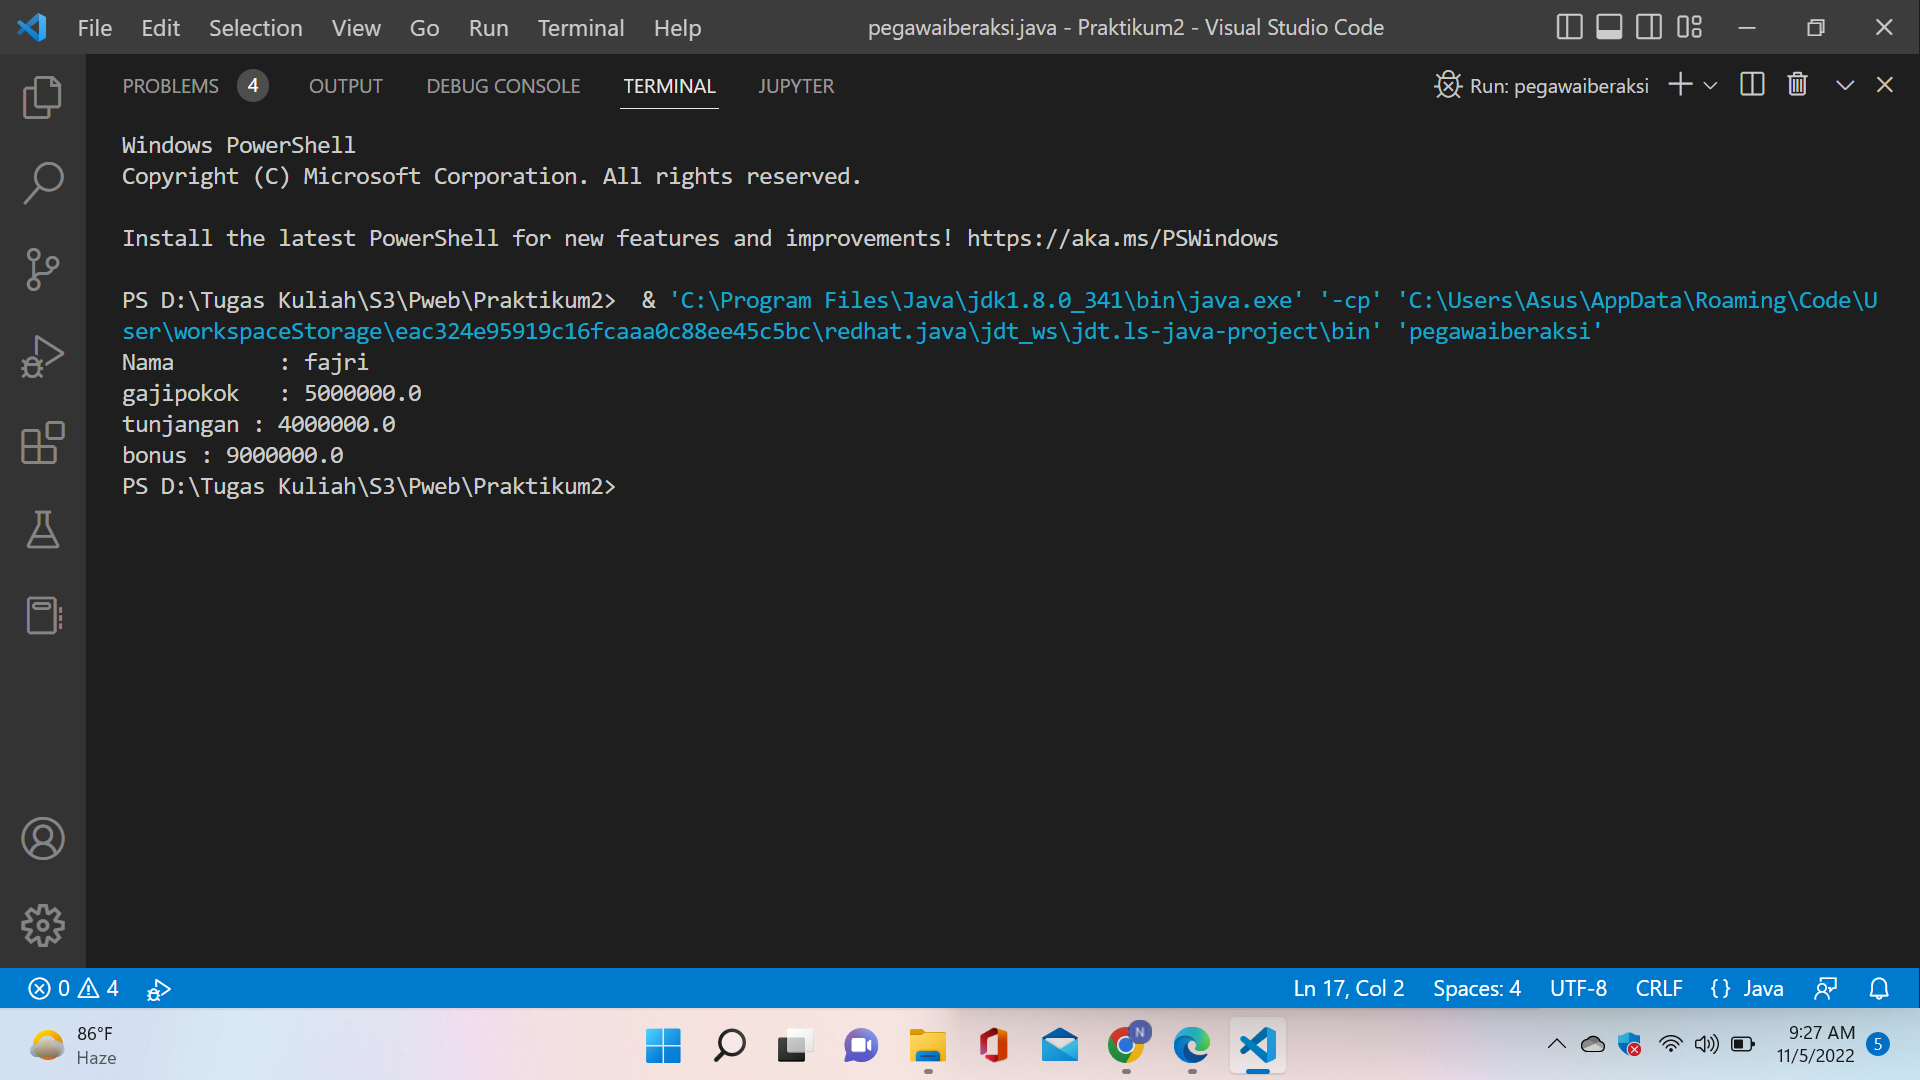 File Edit Selection View Go Run Terminal Help pegawaiberaksi.java - Praktikum2 - Visual Studio Code
PROBLEMS 4 OUTPUT DEBUG CONSOLE TERMINAL JUPYTER Run: pegawaiberaksi
Windows PowerShell
Copyright (C) Microsoft Corporation. All rights reserved.
Install the latest PowerShell for new features and improvements! https://aka.ms/PSWindows
PS D:\Tugas Kuliah\S3\Pweb\Praktikum2>  & 'C:\Program Files\Java\jdk1.8.0_341\bin\java.exe' '-cp' 'C:\Users\Asus\AppData\Roaming\Code\U
ser\workspaceStorage\eac324e95919c16fcaaa0c88ee45c5bc\redhat.java\jdt_ws\jdt.ls-java-project\bin' 'pegawaiberaksi'
Nama        : fajri
gajipokok   : 5000000.0
tunjangan : 4000000.0
bonus : 9000000.0
PS D:\Tugas Kuliah\S3\Pweb\Praktikum2>
0 4 Ln 17, Col 2 Spaces: 4 UTF-8 CRLF {} Java
86°F
Haze
N
9:27 AM
11/5/2022
5